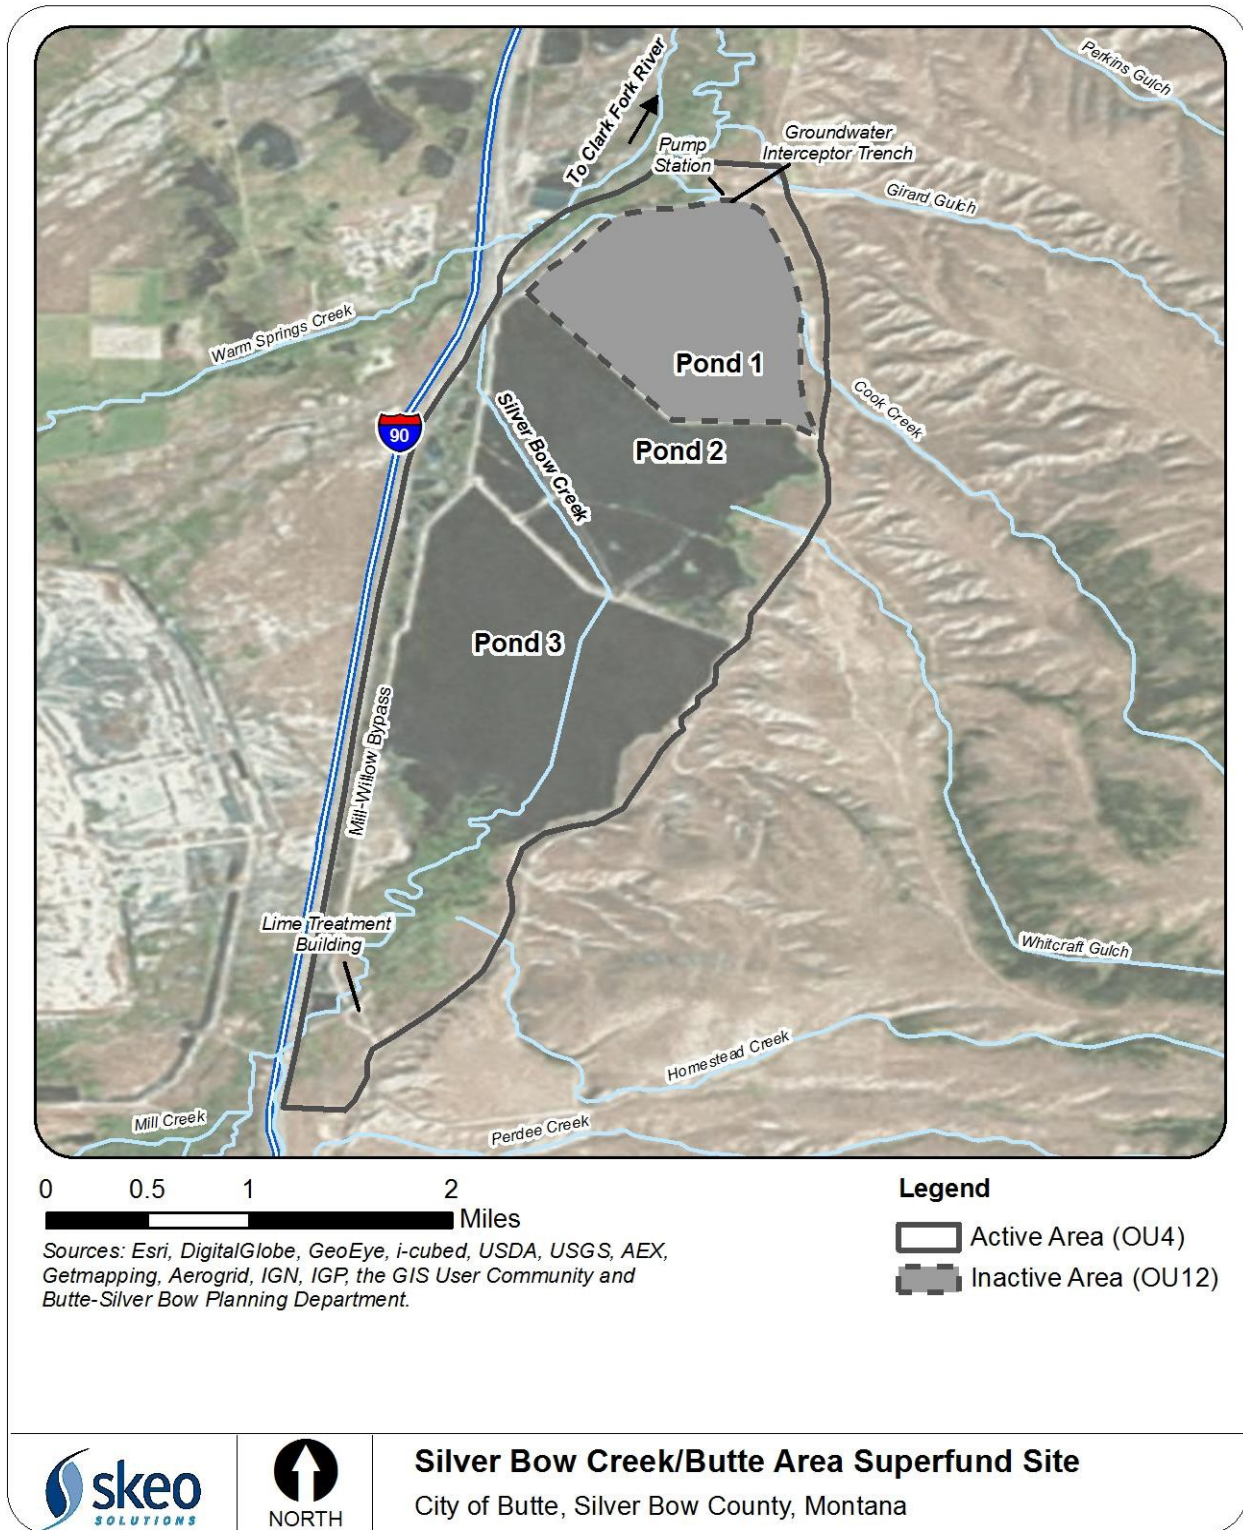 Perkins Gulch
To Clark Fork River
Groundwater
Interceptor Trench
Pump
Station
Girard Gulch
Warm Springs Creek
Pond 1
Cook Creek
90
Silver Bow Creek
Pond 2
Pond 3
Mill-Willow Bypass
Lime Treatment
Building
Whitcraft Gulch
Homestead Creek
Mill Creek
Perdee Creek
0 0.5 1 2
Miles
Sources: Esri, DigitalGlobe, GeoEye, i-cubed, USDA, USGS, AEX,
Getmapping, Aerogrid, IGN, IGP, the GIS User Community and
Butte-Silver Bow Planning Department.
Legend
Active Area (OU4)
Inactive Area (OU12)
skeo
SOLUTIONS
NORTH
Silver Bow Creek/Butte Area Superfund Site
City of Butte, Silver Bow County, Montana